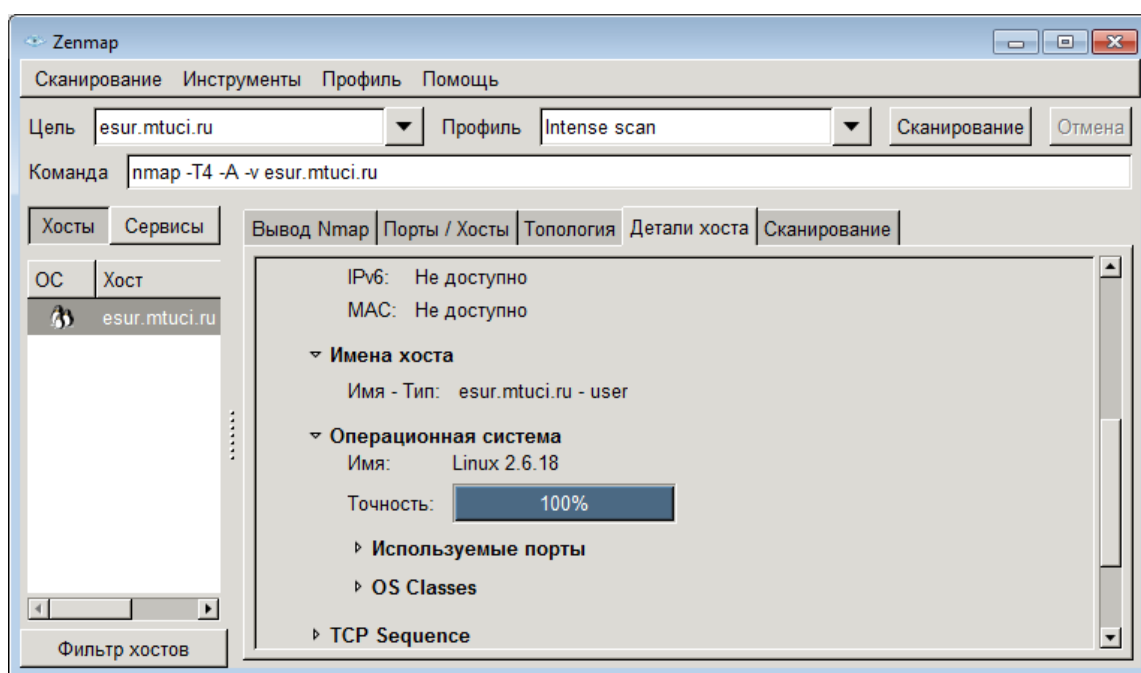 Zenmap
Сканирование Инструменты Профиль Помощь
Цель esur.mtuci.ru Профиль Intense scan Сканирование Отмена
Команда nmap -T4 -A -v esur.mtuci.ru
Хосты Сервисы Вывод Nmap Порты / Хосты Топология Детали хоста Сканирование
ОС Хост
esur.mtuci.ru
IPv6: Не доступно
MAC: Не доступно
Имена хоста
Имя - Тип: esur.mtuci.ru - user
Операционная система
Имя: Linux 2.6.18
Точность: 100%
Используемые порты
OS Classes
TCP Sequence
Фильтр хостов